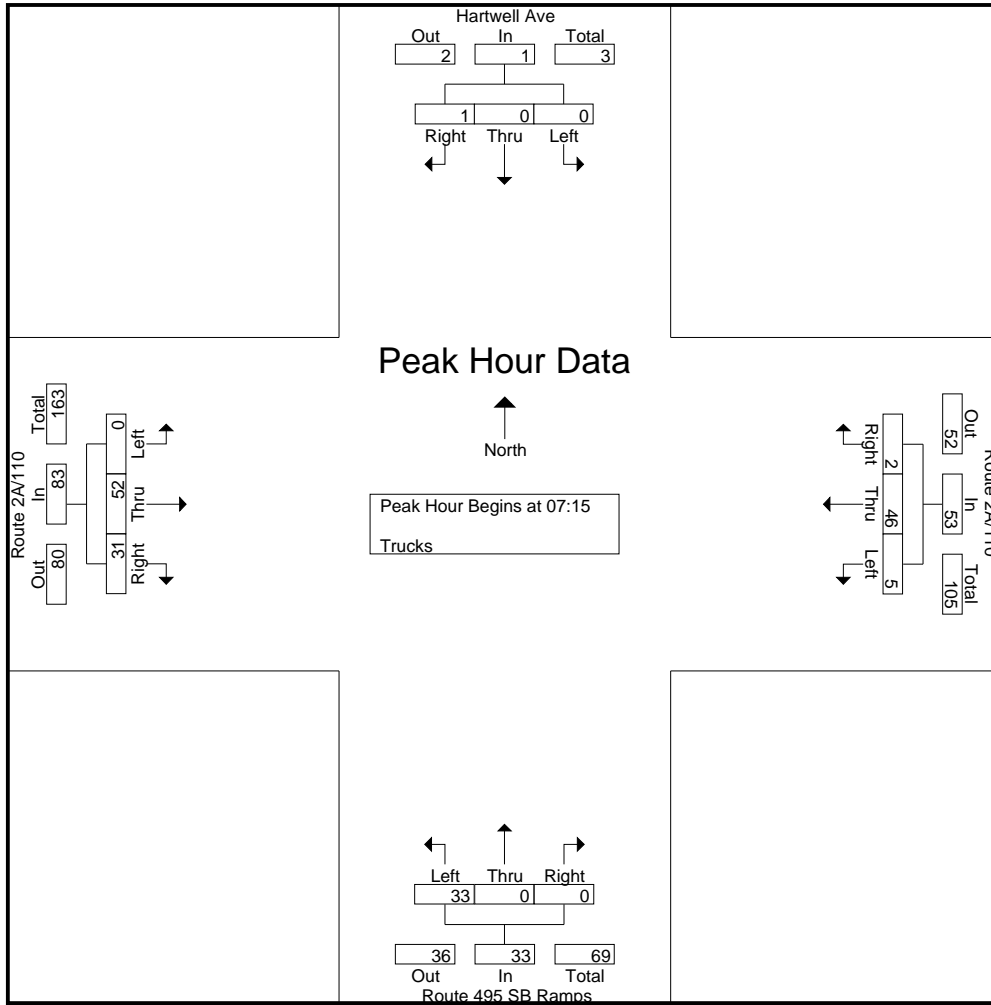 Hartwell Ave
Out In Total
2 1 3
1 0 0
Right Thru Left
Peak Hour Data
North
Peak Hour Begins at 07:15
Trucks
Route 2A/110
Total In Out
163 83 80
0 52 31
Left Thru Right
Route 2A/110
Out In Total
52 53 105
2 46 5
Right Thru Left
Left Thru Right
33 0 0
36 33 69
Out In Total
Route 495 SB Ramps